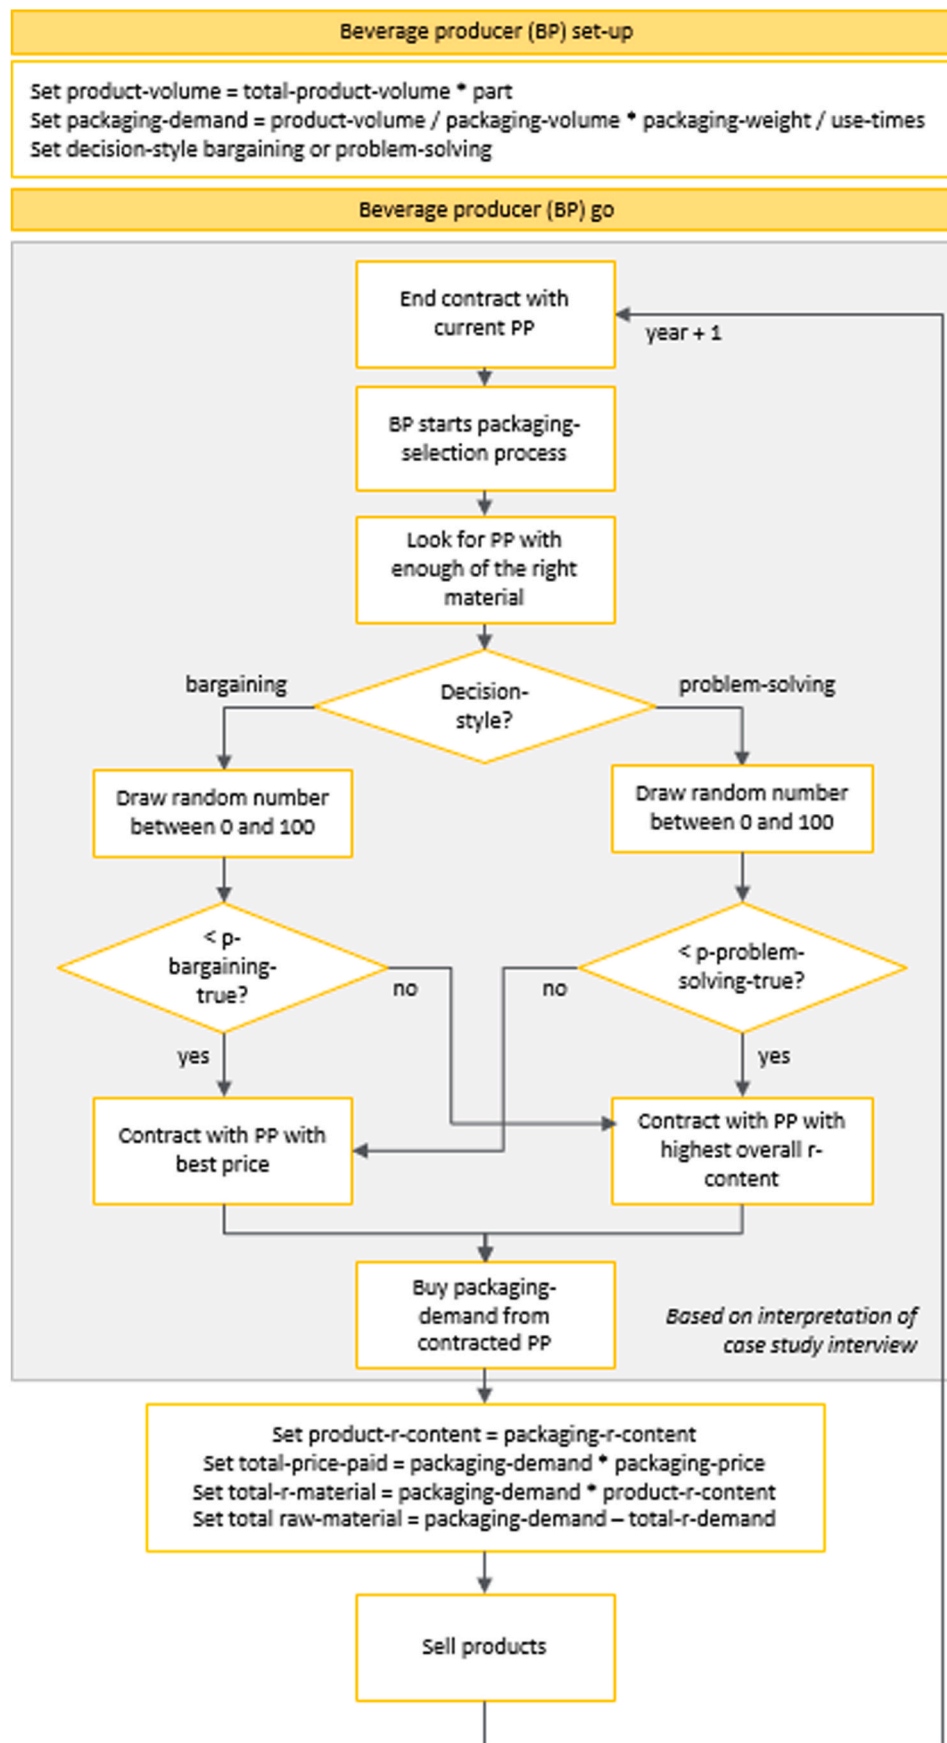 Beverage producer (BP) set-up
Set product-volume = total-product-volume * part
Set packaging-demand = product-volume / packaging-volume * packaging-weight / use-times
Set decision-style bargaining or problem-solving
Beverage producer (BP) go
End contract with
current PP
year + 1
BP starts packaging-
selection process
Look for PP with
enough of the right
material
bargaining
Decision-
style?
problem-solving
Draw random number
between 0 and 100
Draw random number
between 0 and 100
< p-
bargaining-
true?
no
no
< p-problem-
solving-true?
yes
yes
Contract with PP with
best price
Contract with PP with
highest overall r-
content
Buy packaging-
demand from
contracted PP
Based on interpretation of
case study interview
Set product-r-content = packaging-r-content
Set total-price-paid = packaging-demand * packaging-price
Set total-r-material = packaging-demand * product-r-content
Set total raw-material = packaging-demand – total-r-demand
Sell products